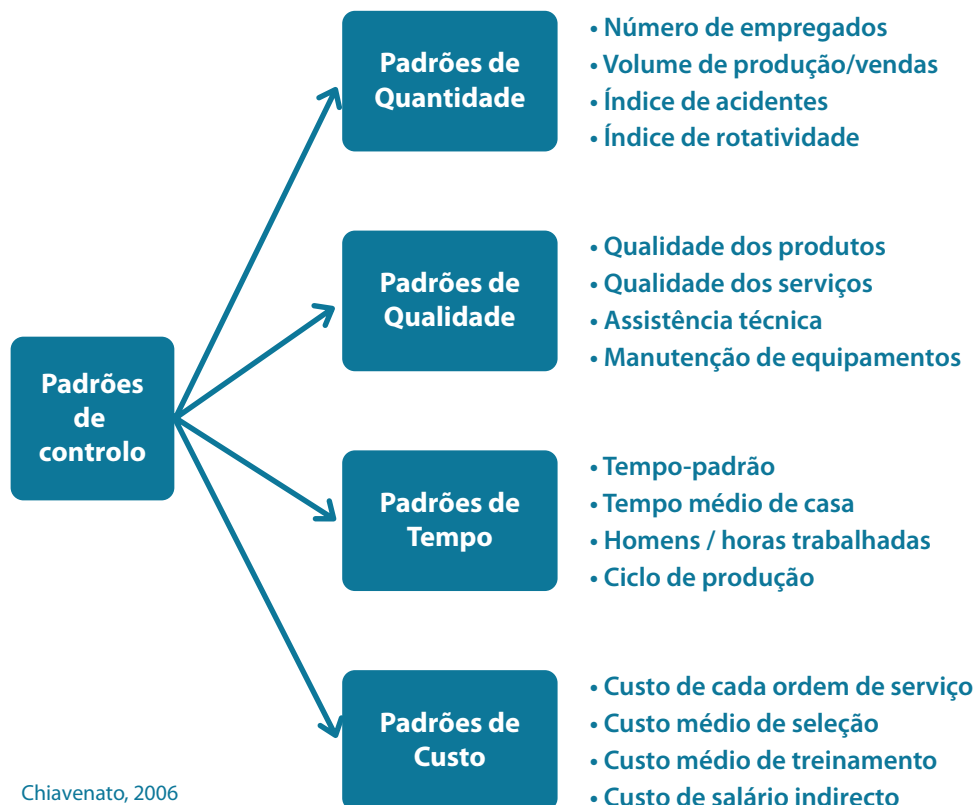 Padrões
de
controlo
Padrões de
Quantidade
• Número de empregados
• Volume de produção/vendas
• Índice de acidentes
• Índice de rotatividade
Padrões de
Qualidade
• Qualidade dos produtos
• Qualidade dos serviços
• Assistência técnica
• Manutenção de equipamentos
Padrões de
Tempo
• Tempo-padrão
• Tempo médio de casa
• Homens / horas trabalhadas
• Ciclo de produção
Padrões de
Custo
• Custo de cada ordem de serviço
• Custo médio de seleção
• Custo médio de treinamento
• Custo de salário indirecto
Chiavenato, 2006